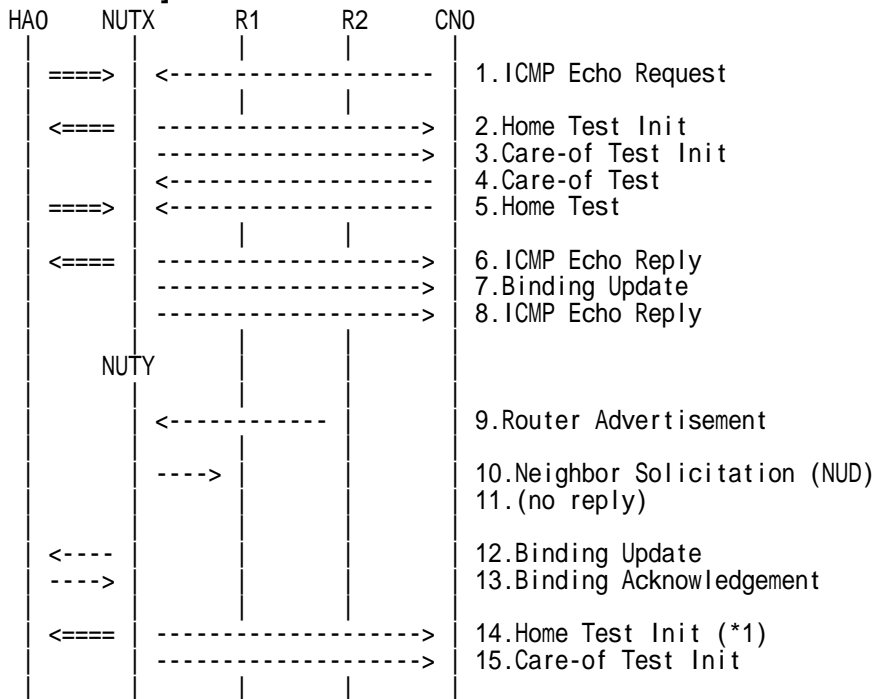 HA0 NUTX R1 R2 CN0
====> <--------------------- 1.ICMP Echo Request
<==== ---------------------> 2.Home Test Init
---------------------> 3.Care-of Test Init
<--------------------- 4.Care-of Test
====> <--------------------- 5.Home Test
<==== ---------------------> 6.ICMP Echo Reply
---------------------> 7.Binding Update
---------------------> 8.ICMP Echo Reply
NUTY
<------------- 9.Router Advertisement
----> 10.Neighbor Solicitation (NUD)
11.(no reply)
<---- 12.Binding Update
----> 13.Binding Acknowledgement
<==== ---------------------> 14.Home Test Init (*1)
---------------------> 15.Care-of Test Init